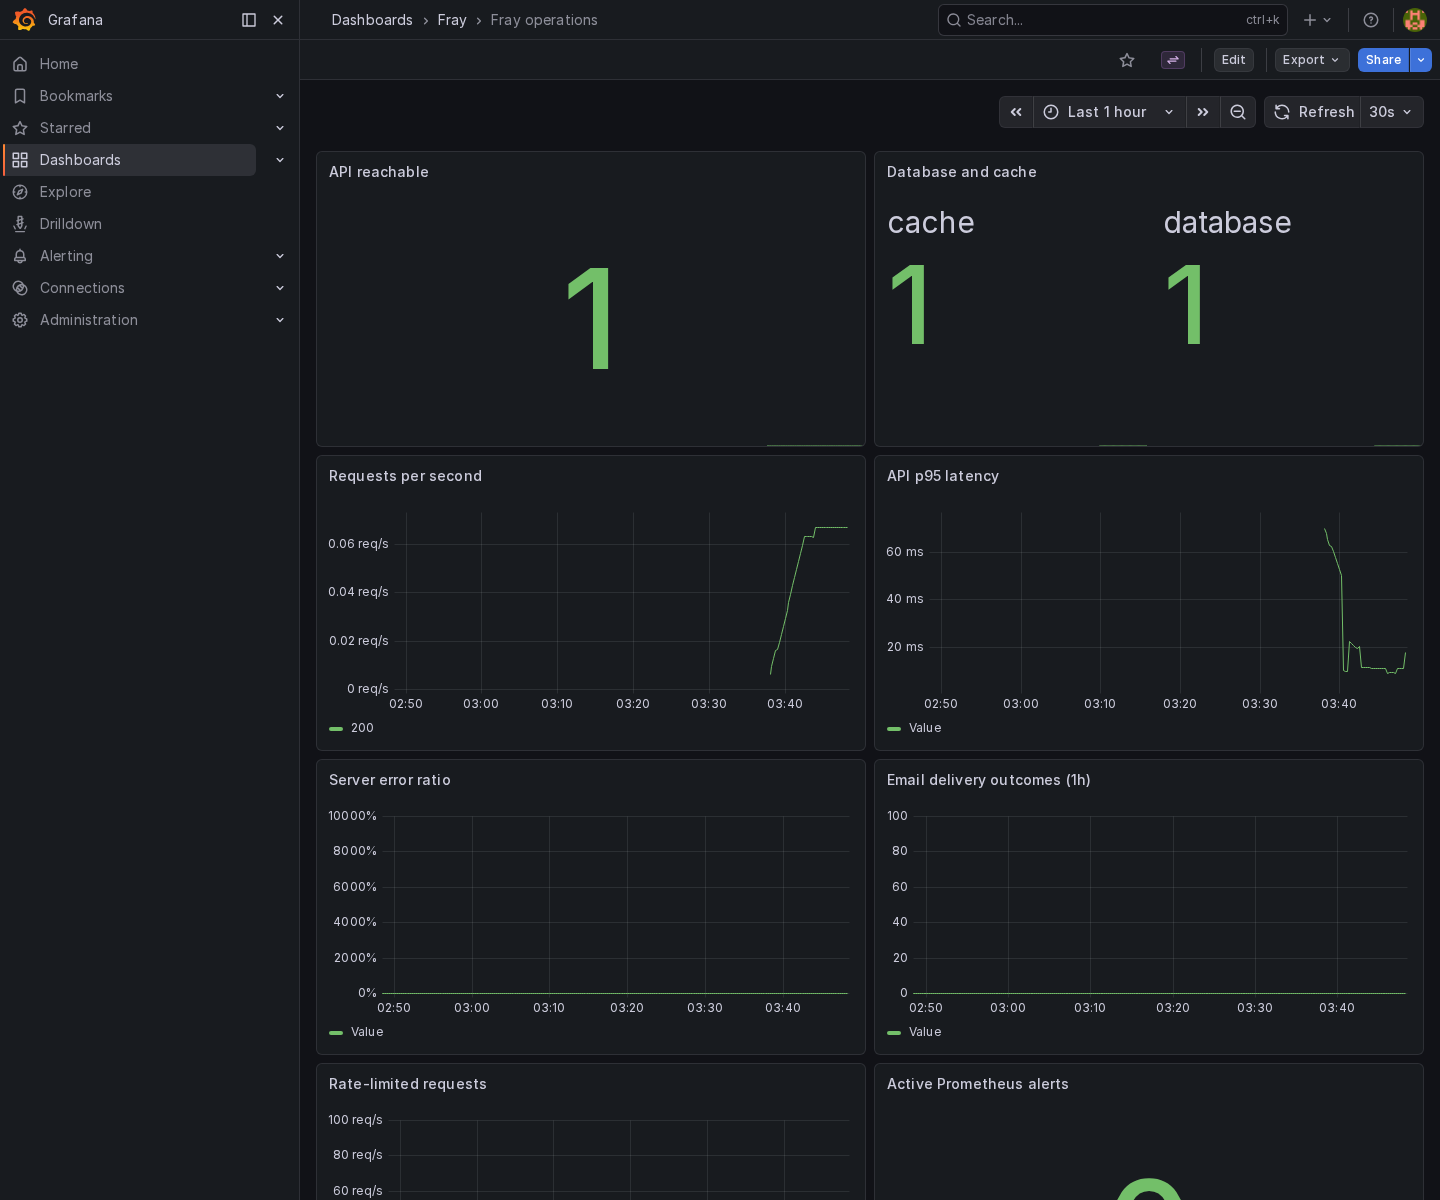 Grafana
Dashboards › Fray › Fray operations
Search...
ctrl+k
Home
Bookmarks
Starred
Dashboards
Explore
Drilldown
Alerting
Connections
Administration
Edit
Export
Share
Last 1 hour
Refresh
30s
API reachable
1
Database and cache
cache
1
database
1
Requests per second
0.06 req/s
0.04 req/s
0.02 req/s
0 req/s
02:50 03:00 03:10 03:20 03:30 03:40
200
API p95 latency
60 ms
40 ms
20 ms
02:50 03:00 03:10 03:20 03:30 03:40
Value
Server error ratio
10000%
8000%
6000%
4000%
2000%
0%
02:50 03:00 03:10 03:20 03:30 03:40
Value
Email delivery outcomes (1h)
100
80
60
40
20
0
02:50 03:00 03:10 03:20 03:30 03:40
Value
Rate-limited requests
100 req/s
80 req/s
60 req/s
Active Prometheus alerts